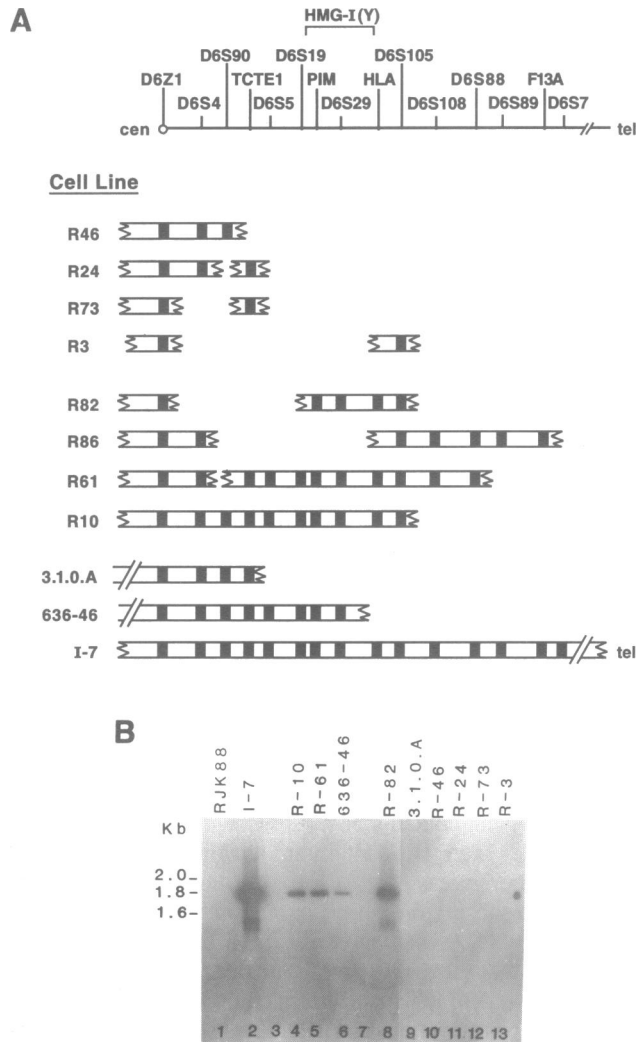 A
HMG-I(Y)
D6S90 D6S19 D6S105
D6Z1 TCTE1 PIM HLA D6S88 F13A
D6S4 D6S5 D6S29 D6S108 D6S89 D6S7
cen tel
Cell Line
R46
R24
R73
R3
R82
R86
R61
R10
3.1.0.A
636-46
I-7 tel
B
RJK88 I-7 R-10 R-61 636-46 R-82 3.1.0.A R-46 R-24 R-73 R-3
Kb
2.0
1.8
1.6
1 2 3 4 5 6 7 8 9 10 11 12 13